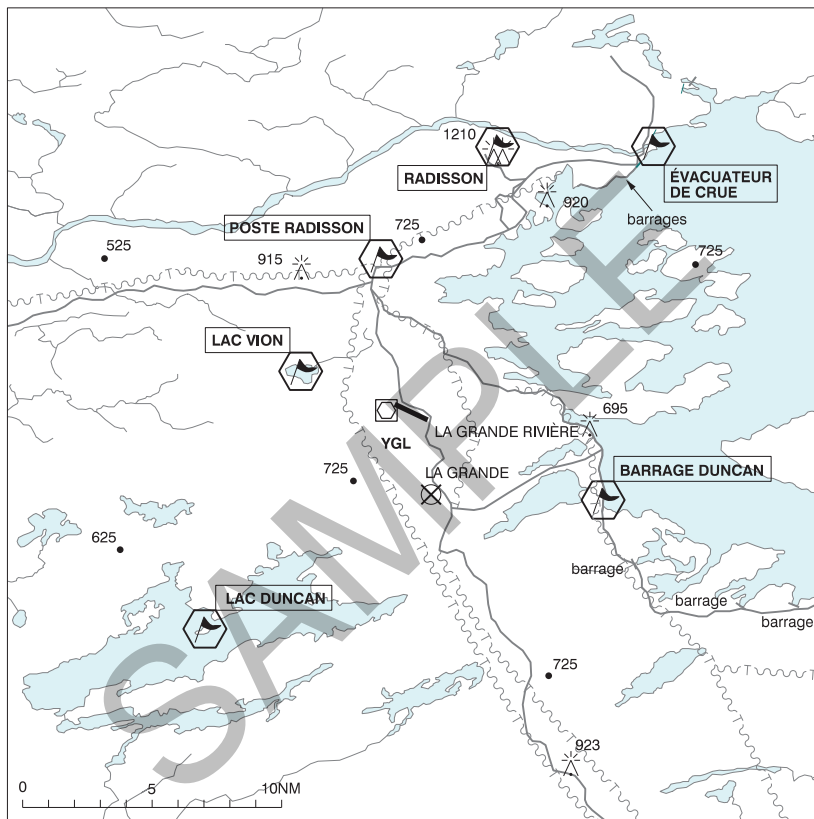 1210
RADISSON
ÉVACUATEUR
DE CRUE
920
barrages
POSTE RADISSON
725
525
915
725
LAC VION
695
LA GRANDE RIVIÈRE
YGL
LA GRANDE
BARRAGE DUNCAN
725
625
barrage
LAC DUNCAN
barrage
barrage
725
923
0
5
10NM
SAMPLE